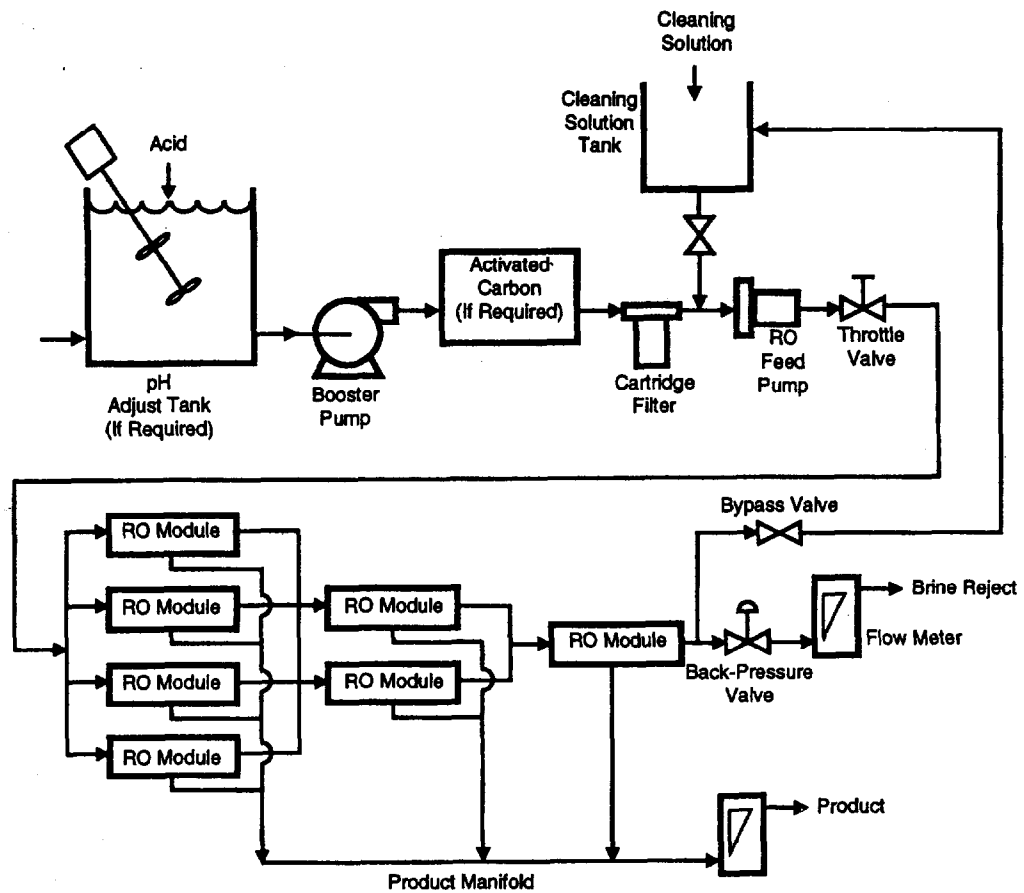 Cleaning
Solution
Cleaning
Solution
Tank
Acid
Activated
Carbon
(If Required)
pH
Adjust Tank
(If Required)
Booster
Pump
Cartridge
Filter
RO
Feed
Pump
Throttle
Valve
Bypass Valve
RO Module
RO Module
RO Module
RO Module
RO Module
RO Module
RO Module
Brine Reject
Flow Meter
Back-Pressure
Valve
Product
Product Manifold